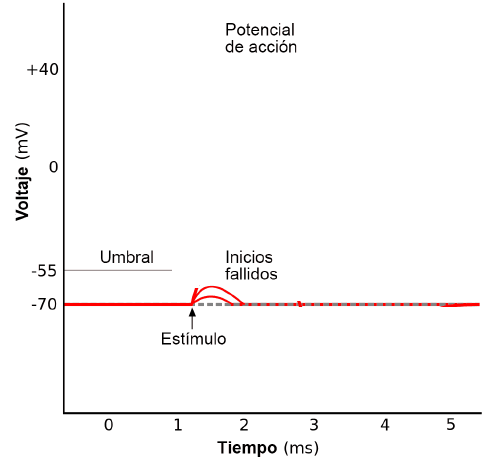 Potencial
de acción
+40
Voltaje (mV)
0
Umbral
Inicios
fallidos
-55
-70
Estímulo
0 1 2 3 4 5
Tiempo (ms)